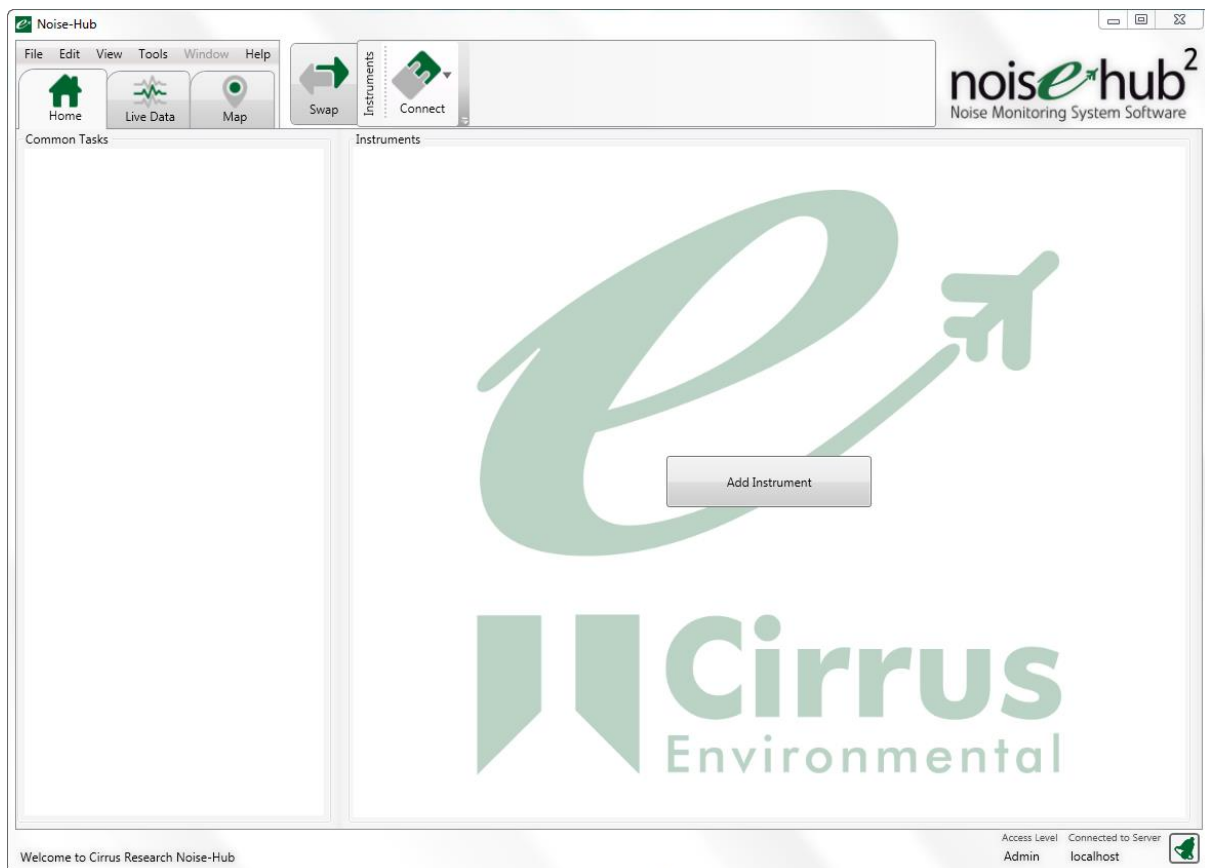 Noise-Hub
File Edit View Tools Window Help
Home
Live Data
Map
Swap
Instruments
Connect
noisehub2
Noise Monitoring System Software
Common Tasks
Instruments
Add Instrument
Cirrus
Environmental
Welcome to Cirrus Research Noise-Hub
Access Level Connected to Server
Admin localhost